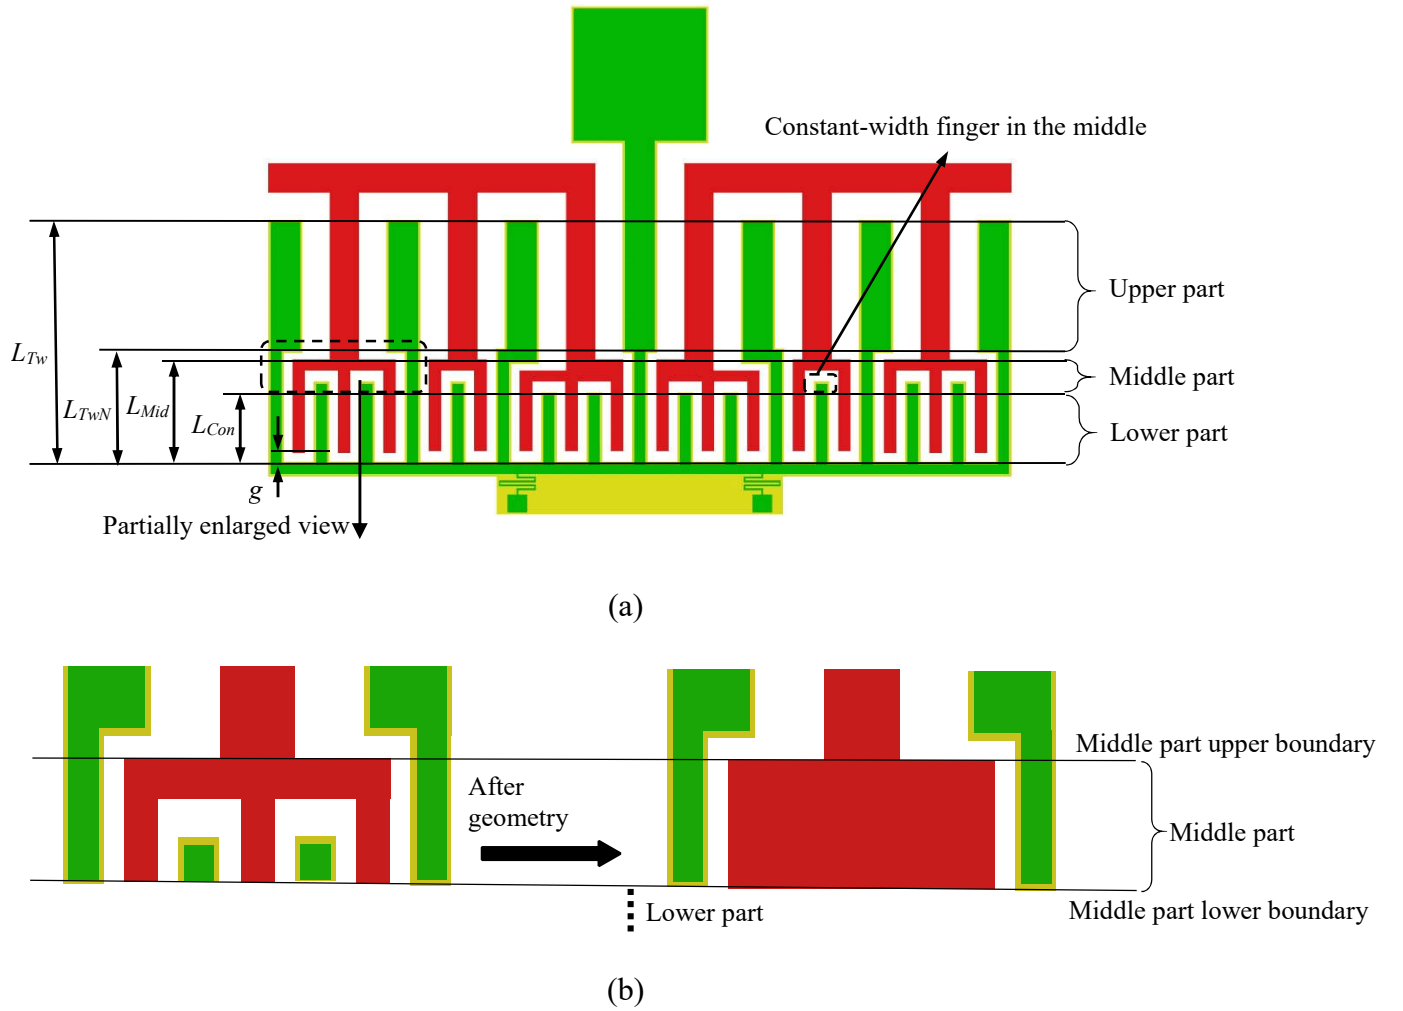 Constant-width finger in the middle
Upper part
L_Tw
Middle part
L_TwN
L_Mid
L_Con
Lower part
g
Partially enlarged view
(a)
Middle part upper boundary
After
geometry
Middle part
Lower part
Middle part lower boundary
(b)